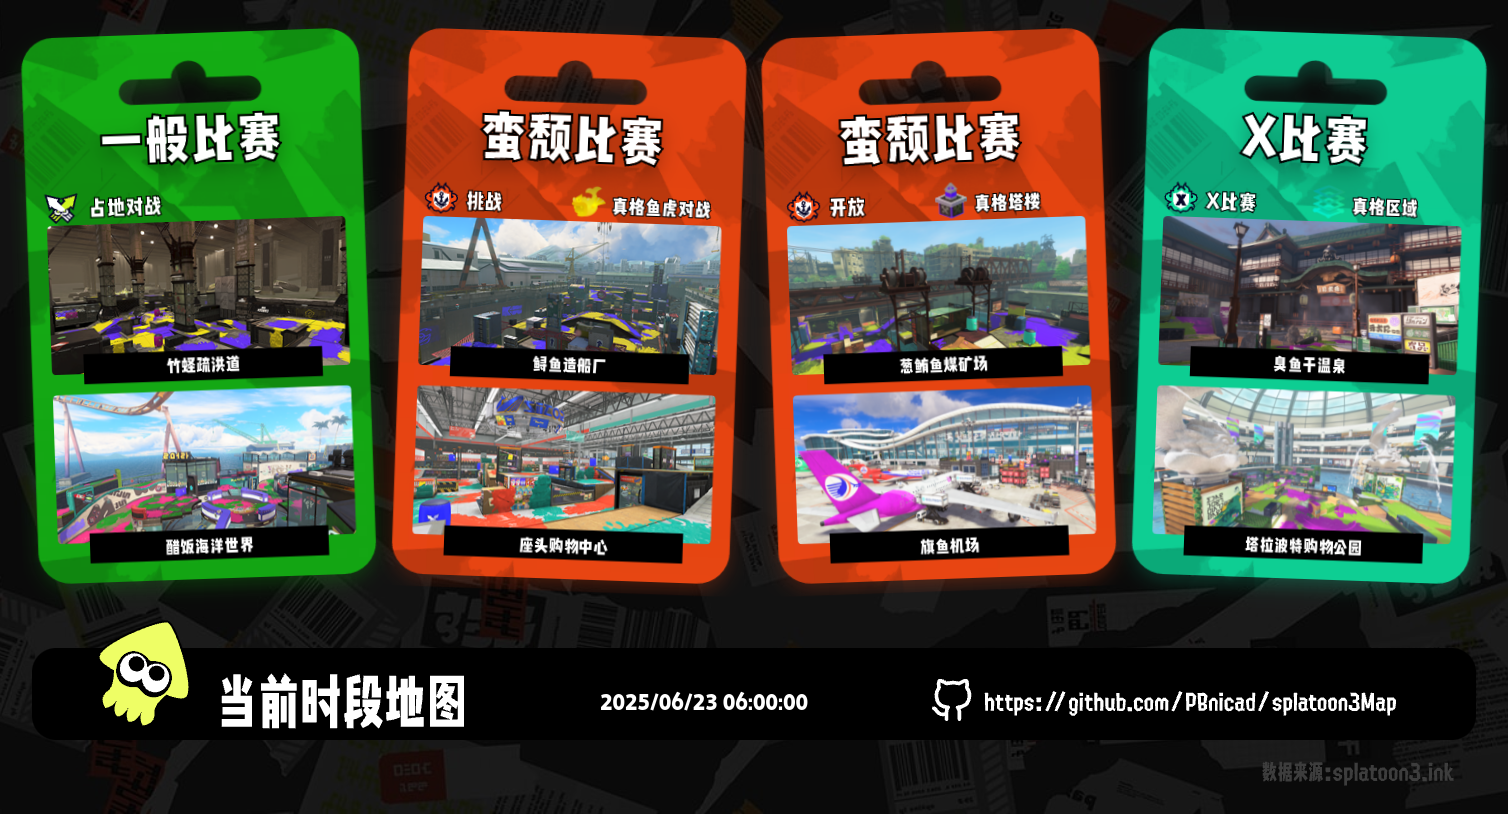 一般比赛
占地对战
竹蛏疏洪道
醋饭海洋世界
蛮颓比赛
挑战
真格鱼虎对战
鲟鱼造船厂
座头购物中心
蛮颓比赛
开放
真格塔楼
葱鲔鱼煤矿场
旗鱼机场
X比赛
X比赛
真格区域
臭鱼干温泉
塔拉波特购物公园
当前时段地图
2025/06/23 06:00:00
https://github.com/PBnicad/splatoon3Map
数据来源:splatoon3.ink